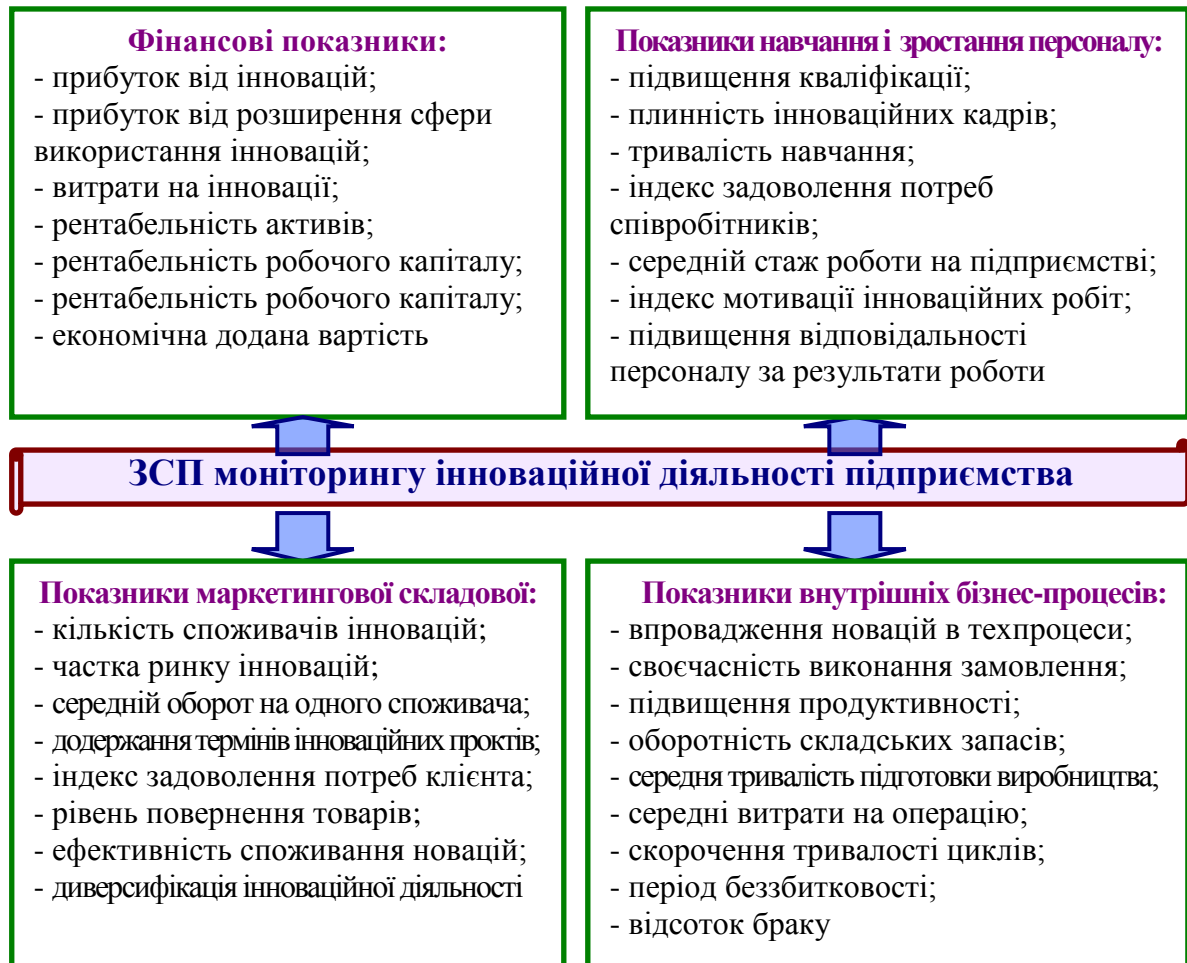 Фінансові показники:
- прибуток від інновацій;
- прибуток від розширення сфери
використання інновацій;
- витрати на інновації;
- рентабельність активів;
- рентабельність робочого капіталу;
- рентабельність робочого капіталу;
- економічна додана вартість
Показники навчання і зростання персоналу:
- підвищення кваліфікації;
- плинність інноваційних кадрів;
- тривалість навчання;
- індекс задоволення потреб
співробітників;
- середній стаж роботи на підприємстві;
- індекс мотивації інноваційних робіт;
- підвищення відповідальності
персоналу за результати роботи
ЗСП моніторингу інноваційної діяльності підприємства
Показники маркетингової складової:
- кількість споживачів інновацій;
- частка ринку інновацій;
- середній оборот на одного споживача;
- додержання термінів інноваційних проктів;
- індекс задоволення потреб клієнта;
- рівень повернення товарів;
- ефективність споживання новацій;
- диверсифікація інноваційної діяльності
Показники внутрішніх бізнес-процесів:
- впровадження новацій в техпроцеси;
- своєчасність виконання замовлення;
- підвищення продуктивності;
- оборотність складських запасів;
- середня тривалість підготовки виробництва;
- середні витрати на операцію;
- скорочення тривалості циклів;
- період беззбитковості;
- відсоток браку